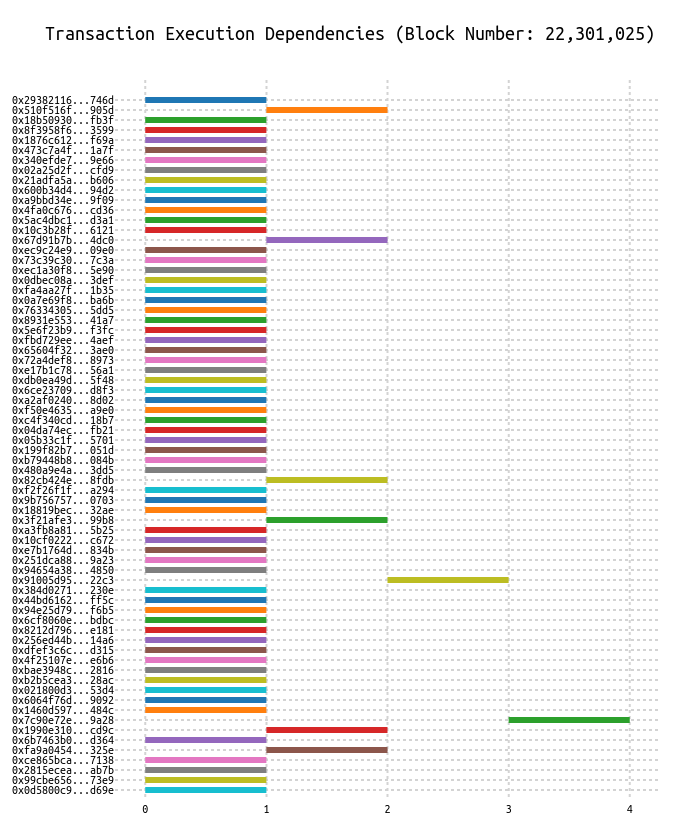 Transaction Execution Dependencies (Block Number: 22,301,025)
0x29382116...746d
0x510f516f...905d
0x18b50930...fb3f
0x8f3958f6...3599
0x1876c612...f69a
0x473c7a4f...1a7f
0x340efde7...9e66
0x02a25d2f...cfd9
0x21adfa5a...b606
0x600b34d4...94d2
0xa9bbd34e...9f09
0x4fa0c676...cd36
0x5ac4dbc1...d3a1
0x10c3b28f...6121
0x67d91b7b...4dc0
0xec9c24e9...09e0
0x73c39c30...7c3a
0xec1a30f8...5e90
0x0dbec08a...3def
0xfa4aa27f...1b35
0x0a7e69f8...ba6b
0x76334305...5dd5
0x8931e553...41a7
0x5e6f23b9...f3fc
0xfbd729ee...4aef
0x65604f32...3ae0
0x72a4def8...8973
0xe17b1c78...56a1
0xdb0ea49d...5f48
0x6ce23709...d8f3
0xa2af0240...8d02
0xf50e4635...a9e0
0xc4f340cd...18b7
0x04da74ec...fb21
0x05b33c1f...5701
0x199f82b7...051d
0xb79448b8...084b
0x480a9e4a...3dd5
0x82cb424e...8fdb
0xf2f26f1f...a294
0x9b756757...0703
0x18819bec...32ae
0x3f21afe3...99b8
0xa3fb8a81...5b25
0x10cf0222...c672
0xe7b1764d...834b
0x251dca88...9a23
0x94654a38...4850
0x91005d95...22c3
0x384d0271...230e
0x44bd6162...ff5c
0x94e25d79...f6b5
0x6cf8060e...bdbc
0x8212d796...e181
0x256ed44b...14a6
0xdfef3c6c...d315
0x4f25107e...e6b6
0xbae3948c...2816
0xb2b5cea3...28ac
0x021800d3...53d4
0x6064f76d...9092
0x1460d597...484c
0x7c90e72e...9a28
0x1990e310...cd9c
0x6b7463b0...d364
0xfa9a0454...325e
0xce865bca...7138
0x2815ecea...ab7b
0x99cbe656...73e9
0x0d5800c9...d69e
0 1 2 3 4